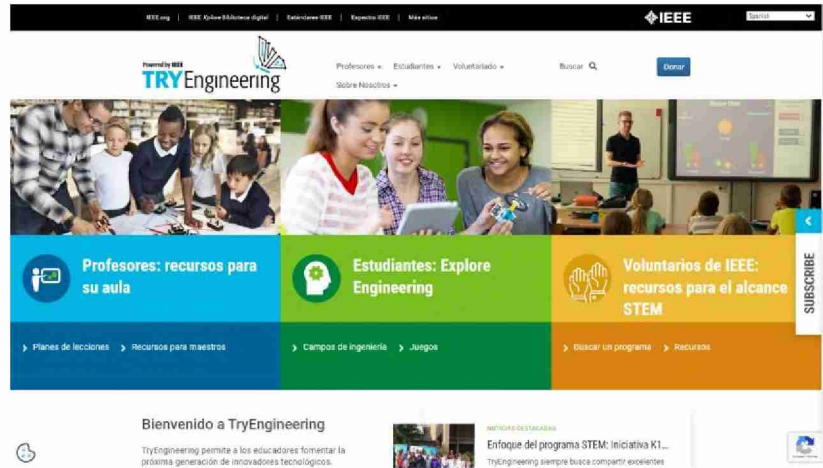 IEEE.org | IEEE Xplore Biblioteca digital | Estándares IEEE | Espectro IEEE | Más sitios
IEEE
Spanish
Powered by IEEE
TRYEngineering
Profesores
Estudiantes
Voluntariado
Buscar
Donar
Sobre Nosotros
Profesores: recursos para
su aula
Planes de lecciones
Recursos para maestros
Estudiantes: Explore
Engineering
Campos de ingeniería
Juegos
Voluntarios de IEEE:
recursos para el alcance
STEM
Buscar un programa
Recursos
SUBSCRIBE
Bienvenido a TryEngineering
TryEngineering permite a los educadores fomentar la
próxima generación de innovadores tecnológicos.
NOTICIAS DESTACADAS
Enfoque del programa STEM: Iniciativa K1...
TryEngineering siempre busca compartir excelentes